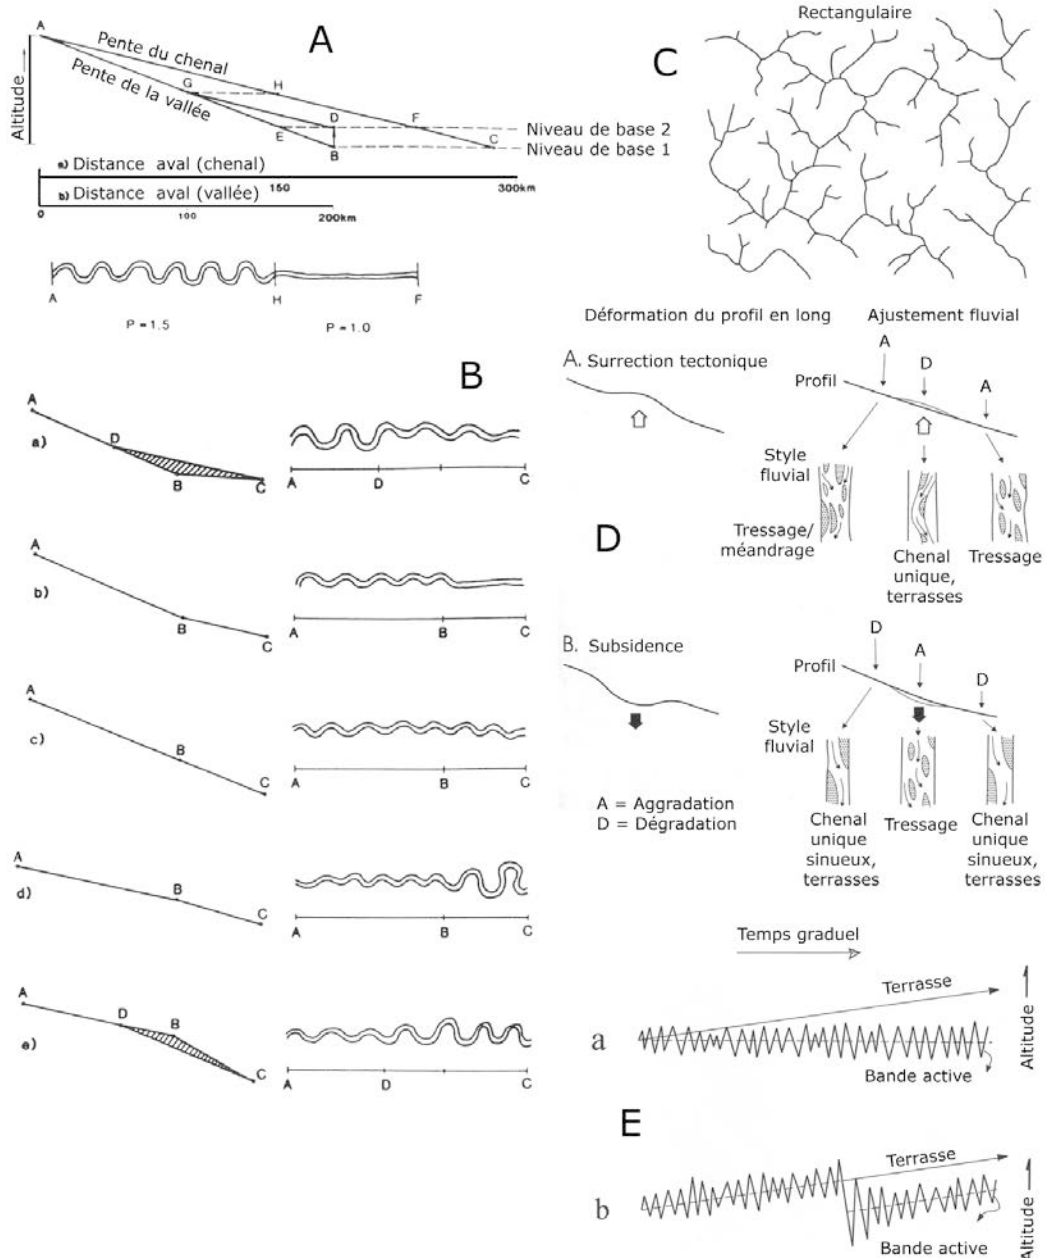 A
A
Pente du chenal
Pente de la vallée
Altitude
G
H
D
F
E
C
B
Niveau de base 2
Niveau de base 1
a) Distance aval (chenal)
150
300km
b) Distance aval (vallée)
0
100
200km
A
H
F
P = 1.5
P = 1.0
B
a)
A
D
B
C
A
D
C
b)
A
B
C
A
B
C
c)
A
B
C
A
B
C
d)
A
B
C
A
B
C
e)
A
D
B
C
A
D
C
C
Rectangulaire
D
Déformation du profil en long
Ajustement fluvial
A. Surrection tectonique
Profil
A
D
A
Style
fluvial
Tressage/
méandrage
Chenal
unique,
terrasses
Tressage
B. Subsidence
Profil
D
A
D
Style
fluvial
A = Aggradation
D = Dégradation
Chenal
unique
sinueux,
terrasses
Tressage
Chenal
unique
sinueux,
terrasses
E
Temps graduel
a
Terrasse
Bande active
Altitude
b
Terrasse
Bande active
Altitude